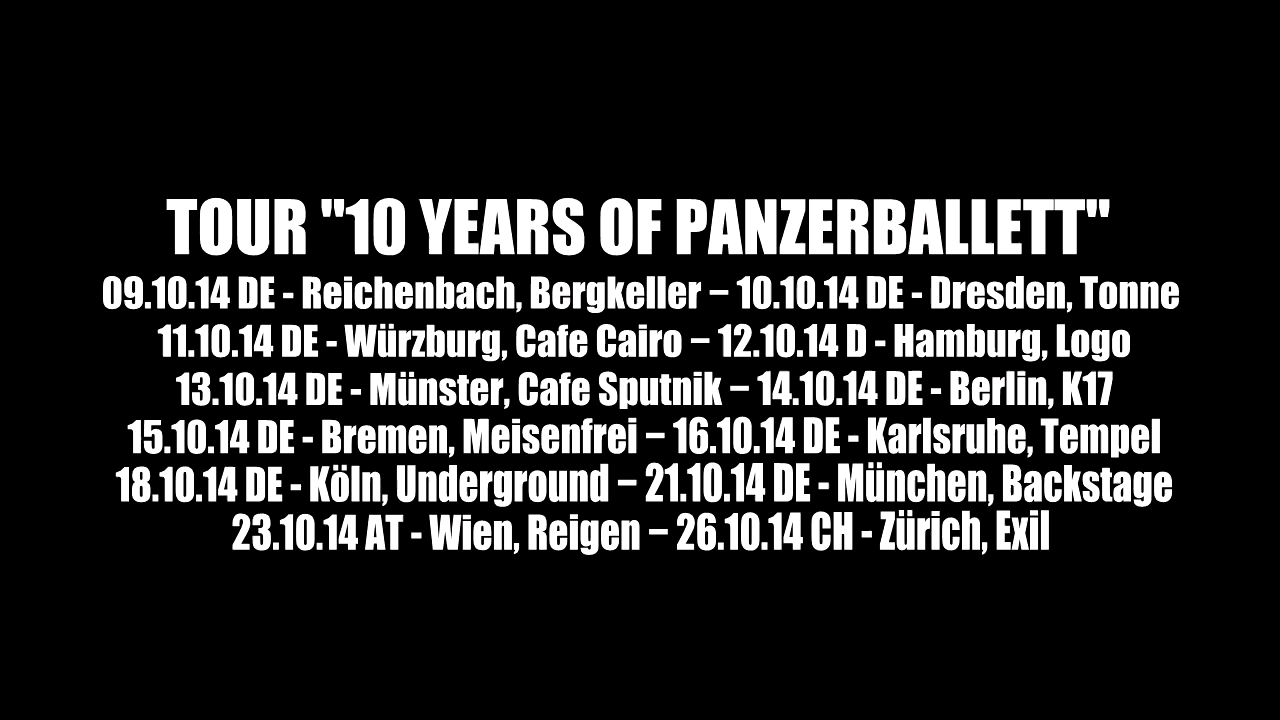 TOUR "10 YEARS OF PANZERBALLETT"
09.10.14 DE - Reichenbach, Bergkeller – 10.10.14 DE - Dresden, Tonne
11.10.14 DE - Würzburg, Cafe Cairo – 12.10.14 D - Hamburg, Logo
13.10.14 DE - Münster, Cafe Sputnik – 14.10.14 DE - Berlin, K17
15.10.14 DE - Bremen, Meisenfrei – 16.10.14 DE - Karlsruhe, Tempel
18.10.14 DE - Köln, Underground – 21.10.14 DE - München, Backstage
23.10.14 AT - Wien, Reigen – 26.10.14 CH - Zürich, Exil